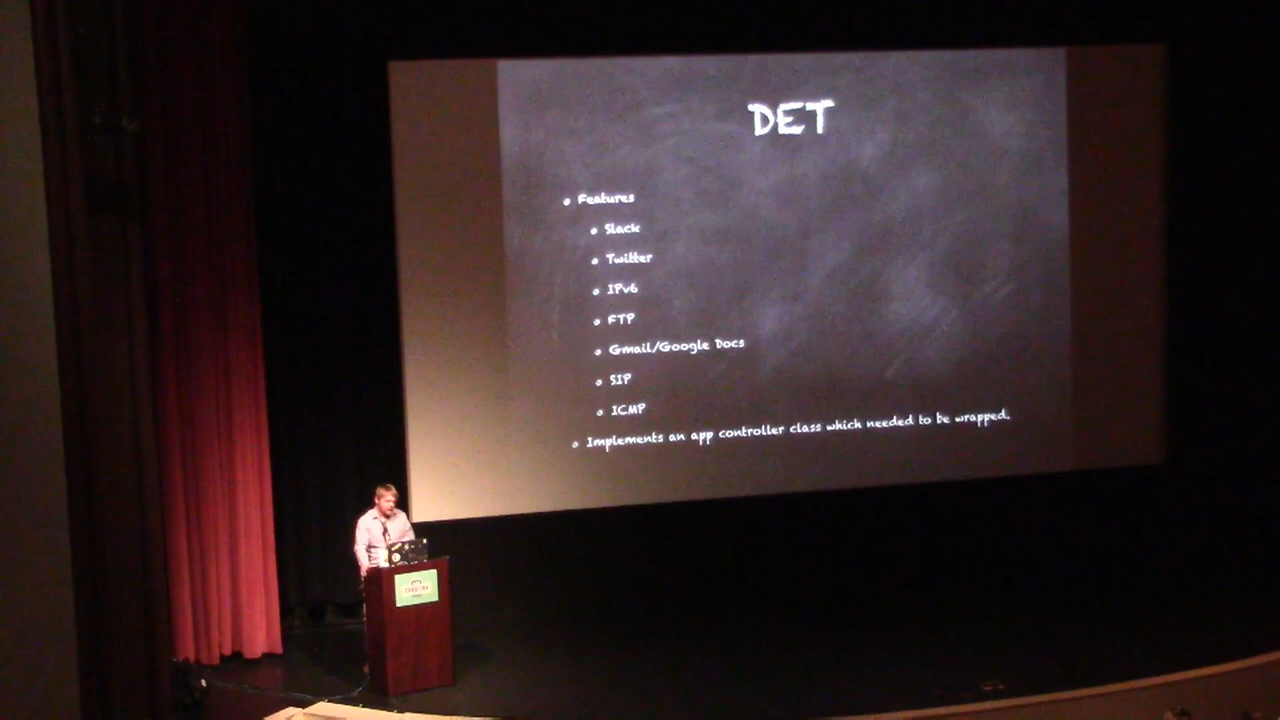 DET
Features
Slack
Twitter
IPv6
FTP
Gmail/Google Docs
SIP
ICMP
Implements an app controller class which needed to be wrapped.